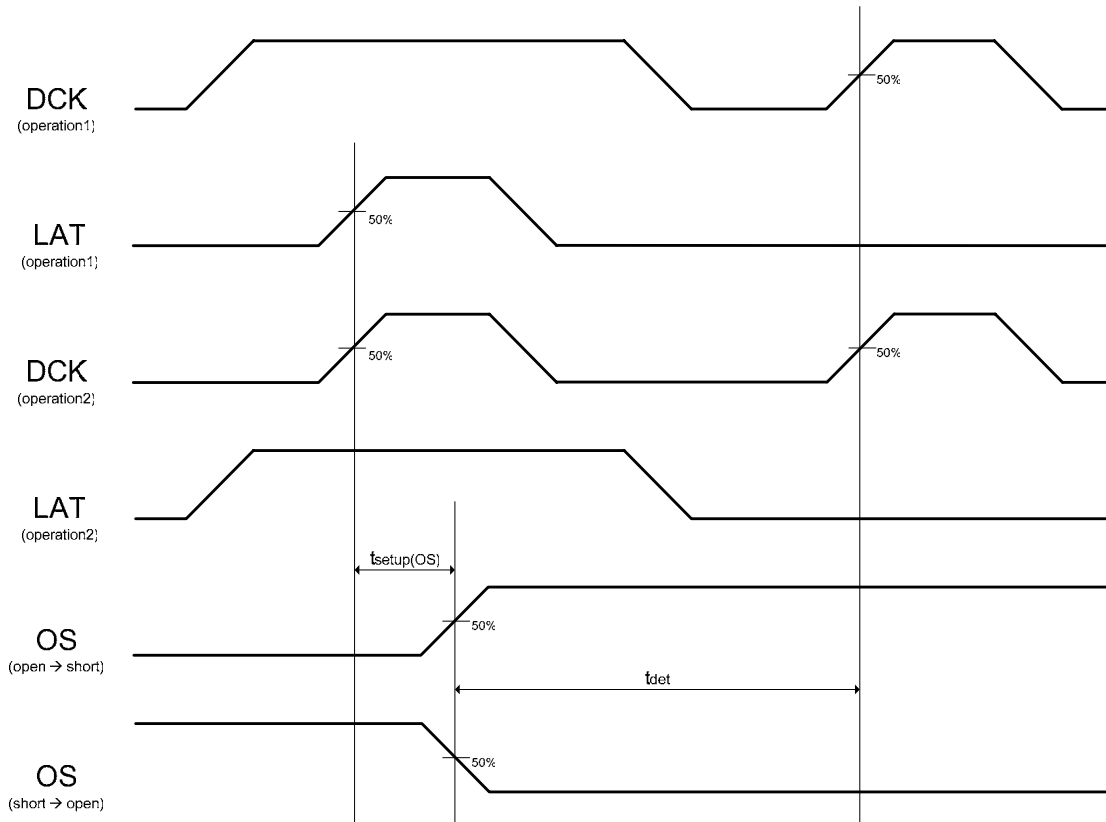 DCK
(operation1)
50%
LAT
(operation1)
50%
DCK
(operation2)
50%
50%
LAT
(operation2)
tsetup(OS)
OS
(open → short)
50%
tdet
OS
(short → open)
50%